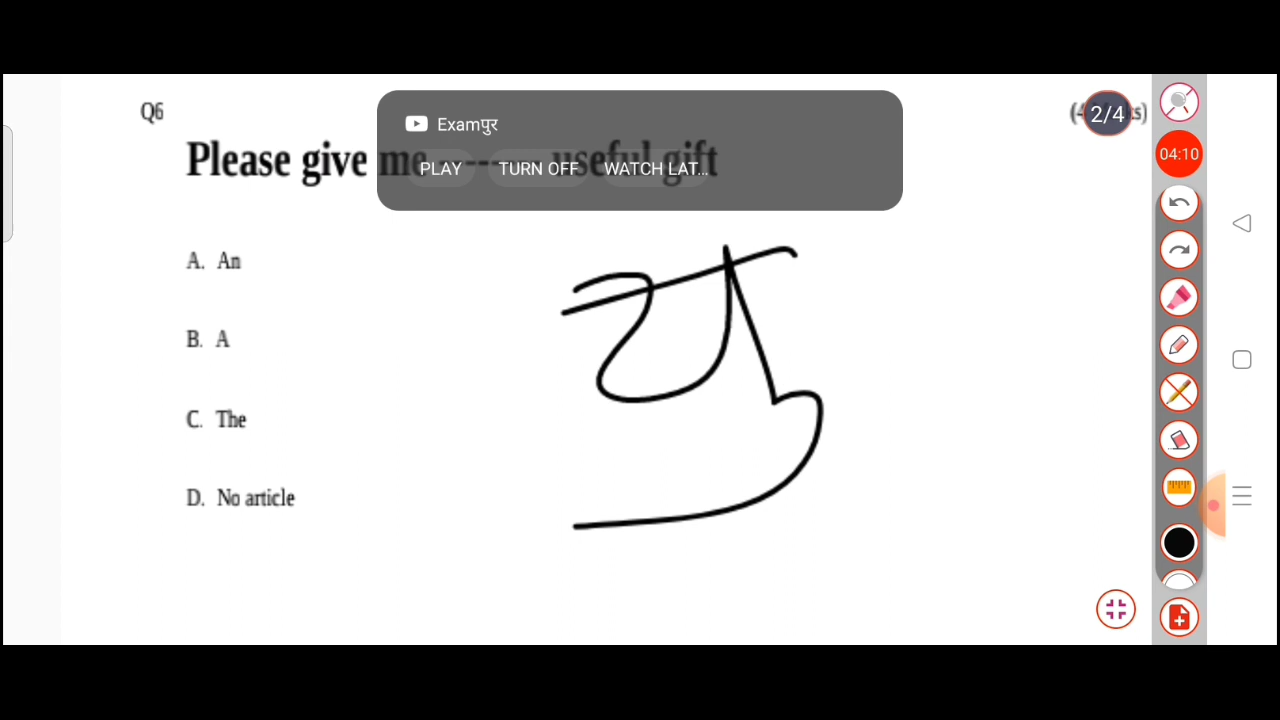 Q6
2/4
Examपुर
04:10
Please give me ------- useful gift
PLAY
TURN OFF
WATCH LAT...
A. An
B. A
C. The
D. No article